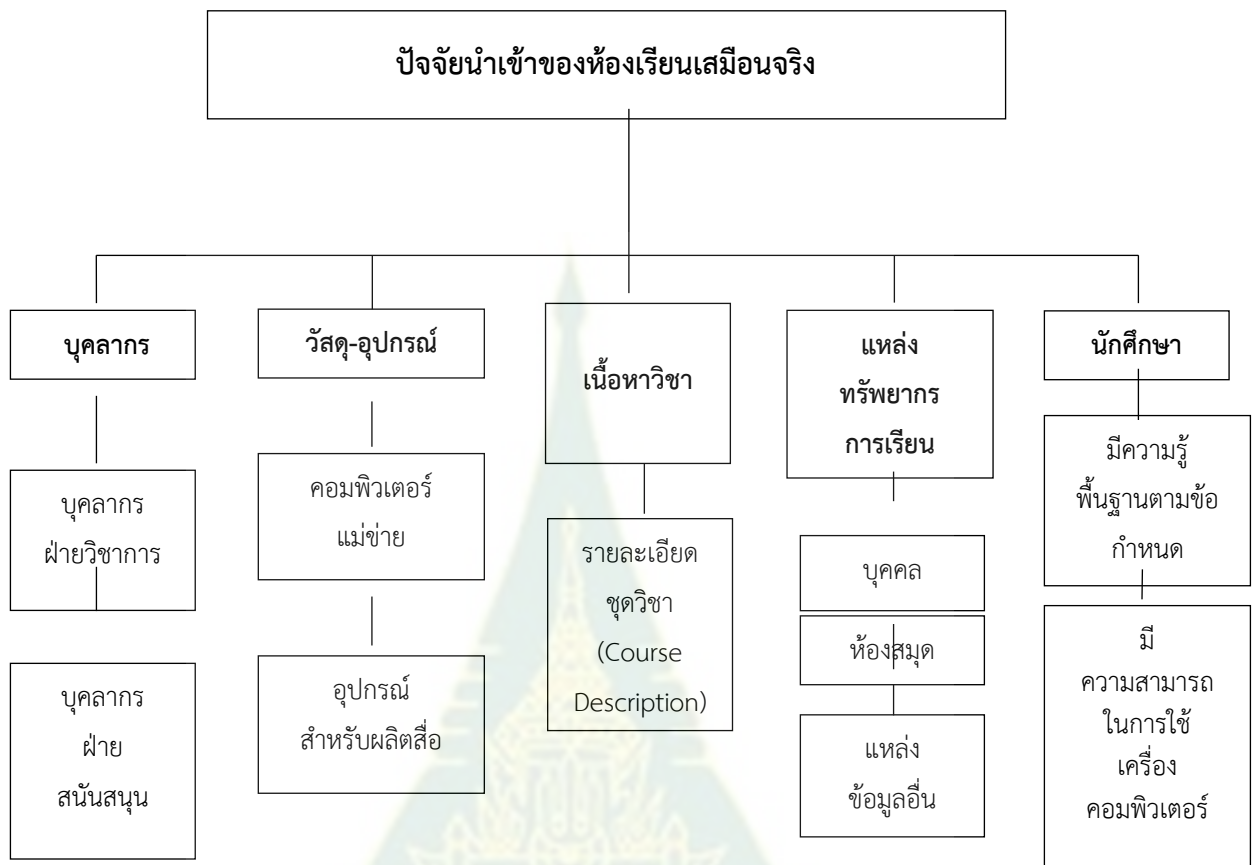 ปัจจัยนำเข้าของห้องเรียนเสมือนจริง
บุคลากร
บุคลากร
ฝ่ายวิชาการ
บุคลากร
ฝ่าย
สนันสนุน
วัสดุ-อุปกรณ์
คอมพิวเตอร์
แม่ข่าย
อุปกรณ์
สำหรับผลิตสื่อ
เนื้อหาวิชา
รายละเอียด
ชุดวิชา
(Course
Description)
แหล่ง
ทรัพยากร
การเรียน
บุคคล
ห้องสมุด
แหล่ง
ข้อมูลอื่น
นักศึกษา
มีความรู้
พื้นฐานตามข้อ
กำหนด
มี
ความสามารถ
ในการใช้
เครื่อง
คอมพิวเตอร์